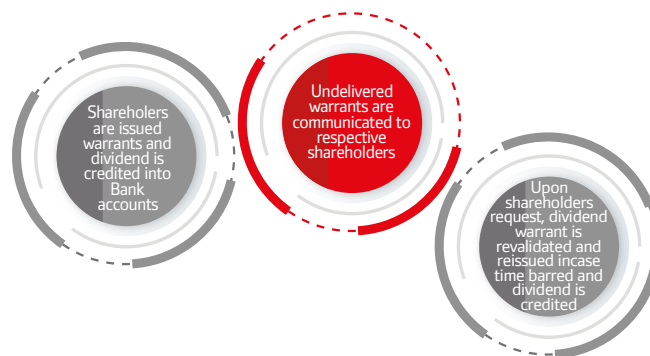 Shareholers
are issued
warrants and
dividend is
credited into
Bank
accounts
Undelivered
warrants are
communicated to
respective
shareholders
Upon
shareholders
request, dividend
warrant is
revalidated and
reissued incase
time barred and
dividend is
credited